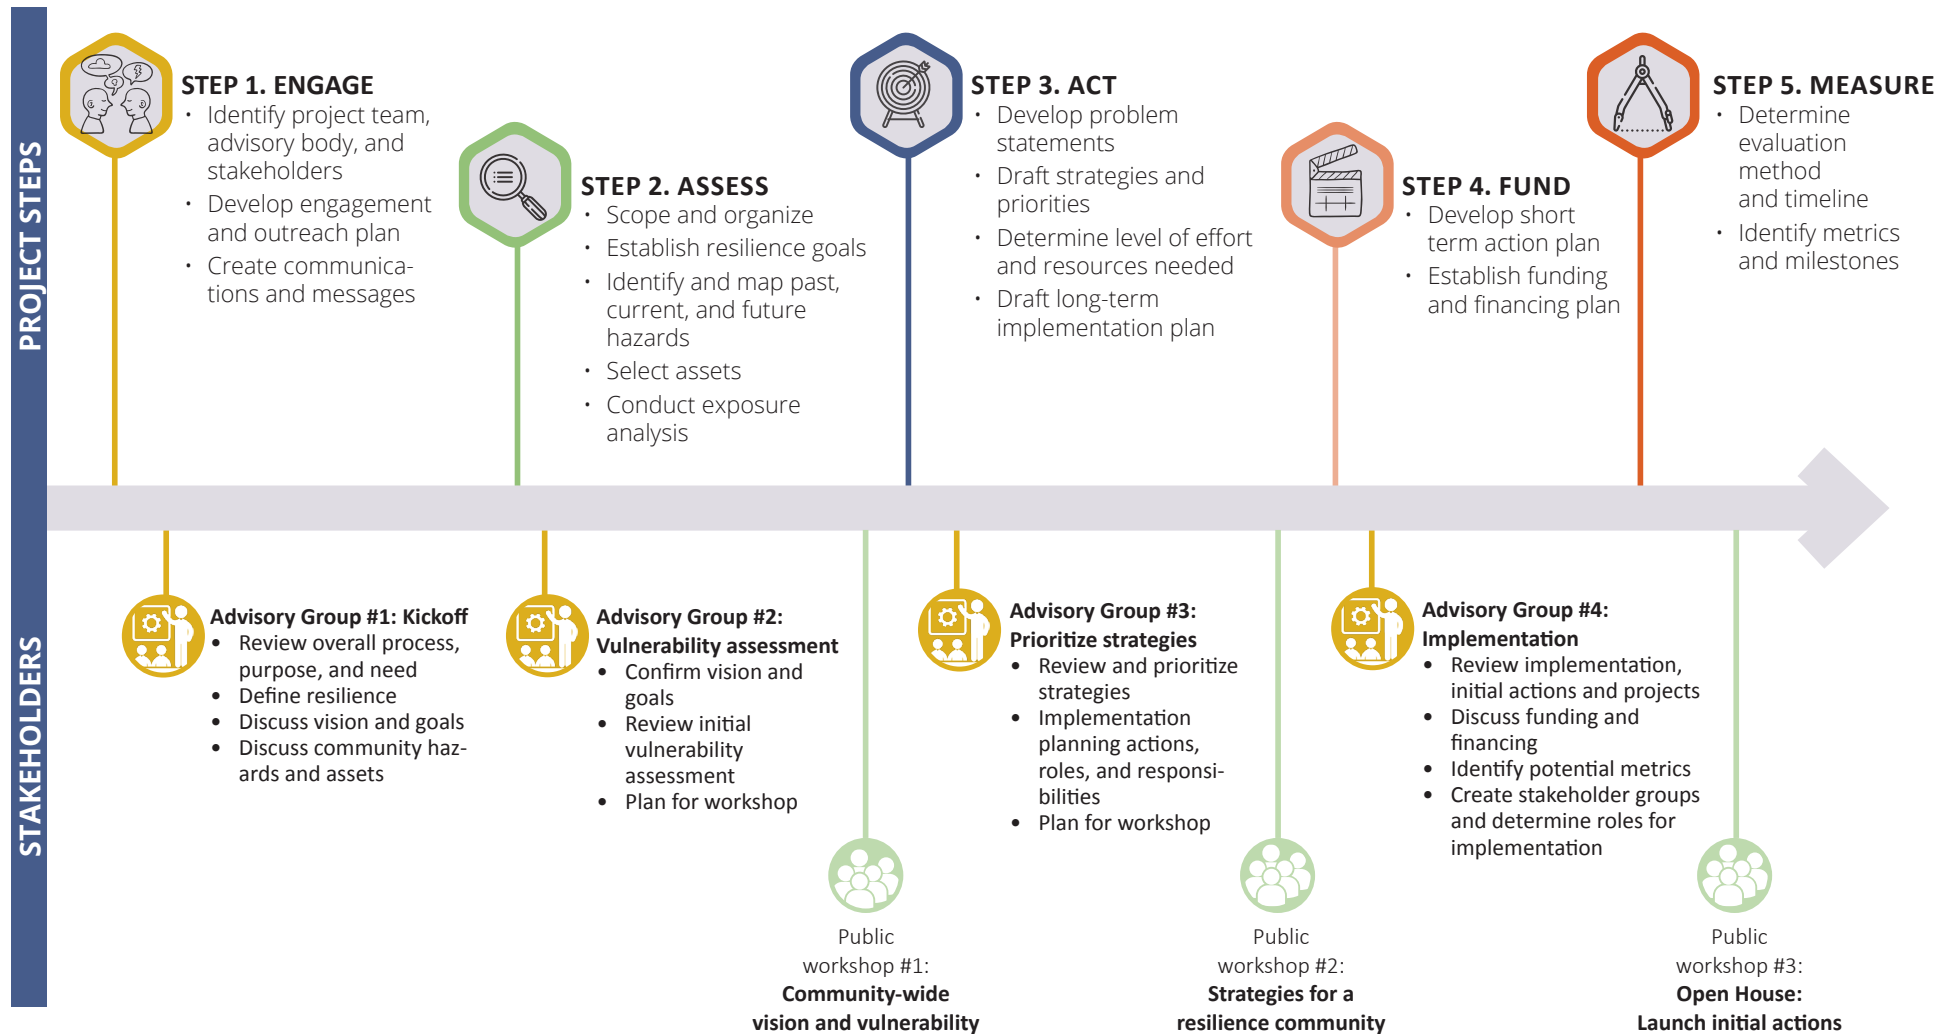 PROJECT STEPS
STEP 1. ENGAGE
· Identify project team,
advisory body, and
stakeholders
· Develop engagement
and outreach plan
· Create communica-
tions and messages
STEP 2. ASSESS
· Scope and organize
· Establish resilience goals
· Identify and map past,
current, and future
hazards
· Select assets
· Conduct exposure
analysis
STEP 3. ACT
· Develop problem
statements
· Draft strategies and
priorities
· Determine level of effort
and resources needed
· Draft long-term
implementation plan
STEP 4. FUND
· Develop short
term action plan
· Establish funding
and financing plan
STEP 5. MEASURE
· Determine
evaluation
method
and timeline
· Identify metrics
and milestones
STAKEHOLDERS
Advisory Group #1: Kickoff
• Review overall process,
purpose, and need
• Define resilience
• Discuss vision and goals
• Discuss community haz-
ards and assets
Advisory Group #2:
Vulnerability assessment
• Confirm vision and
goals
• Review initial
vulnerability
assessment
• Plan for workshop
Public
workshop #1:
Community-wide
vision and vulnerability
Advisory Group #3:
Prioritize strategies
• Review and prioritize
strategies
• Implementation
planning actions,
roles, and responsi-
bilities
• Plan for workshop
Public
workshop #2:
Strategies for a
resilience community
Advisory Group #4:
Implementation
• Review implementation,
initial actions and projects
• Discuss funding and
financing
• Identify potential metrics
• Create stakeholder groups
and determine roles for
implementation
Public
workshop #3:
Open House:
Launch initial actions